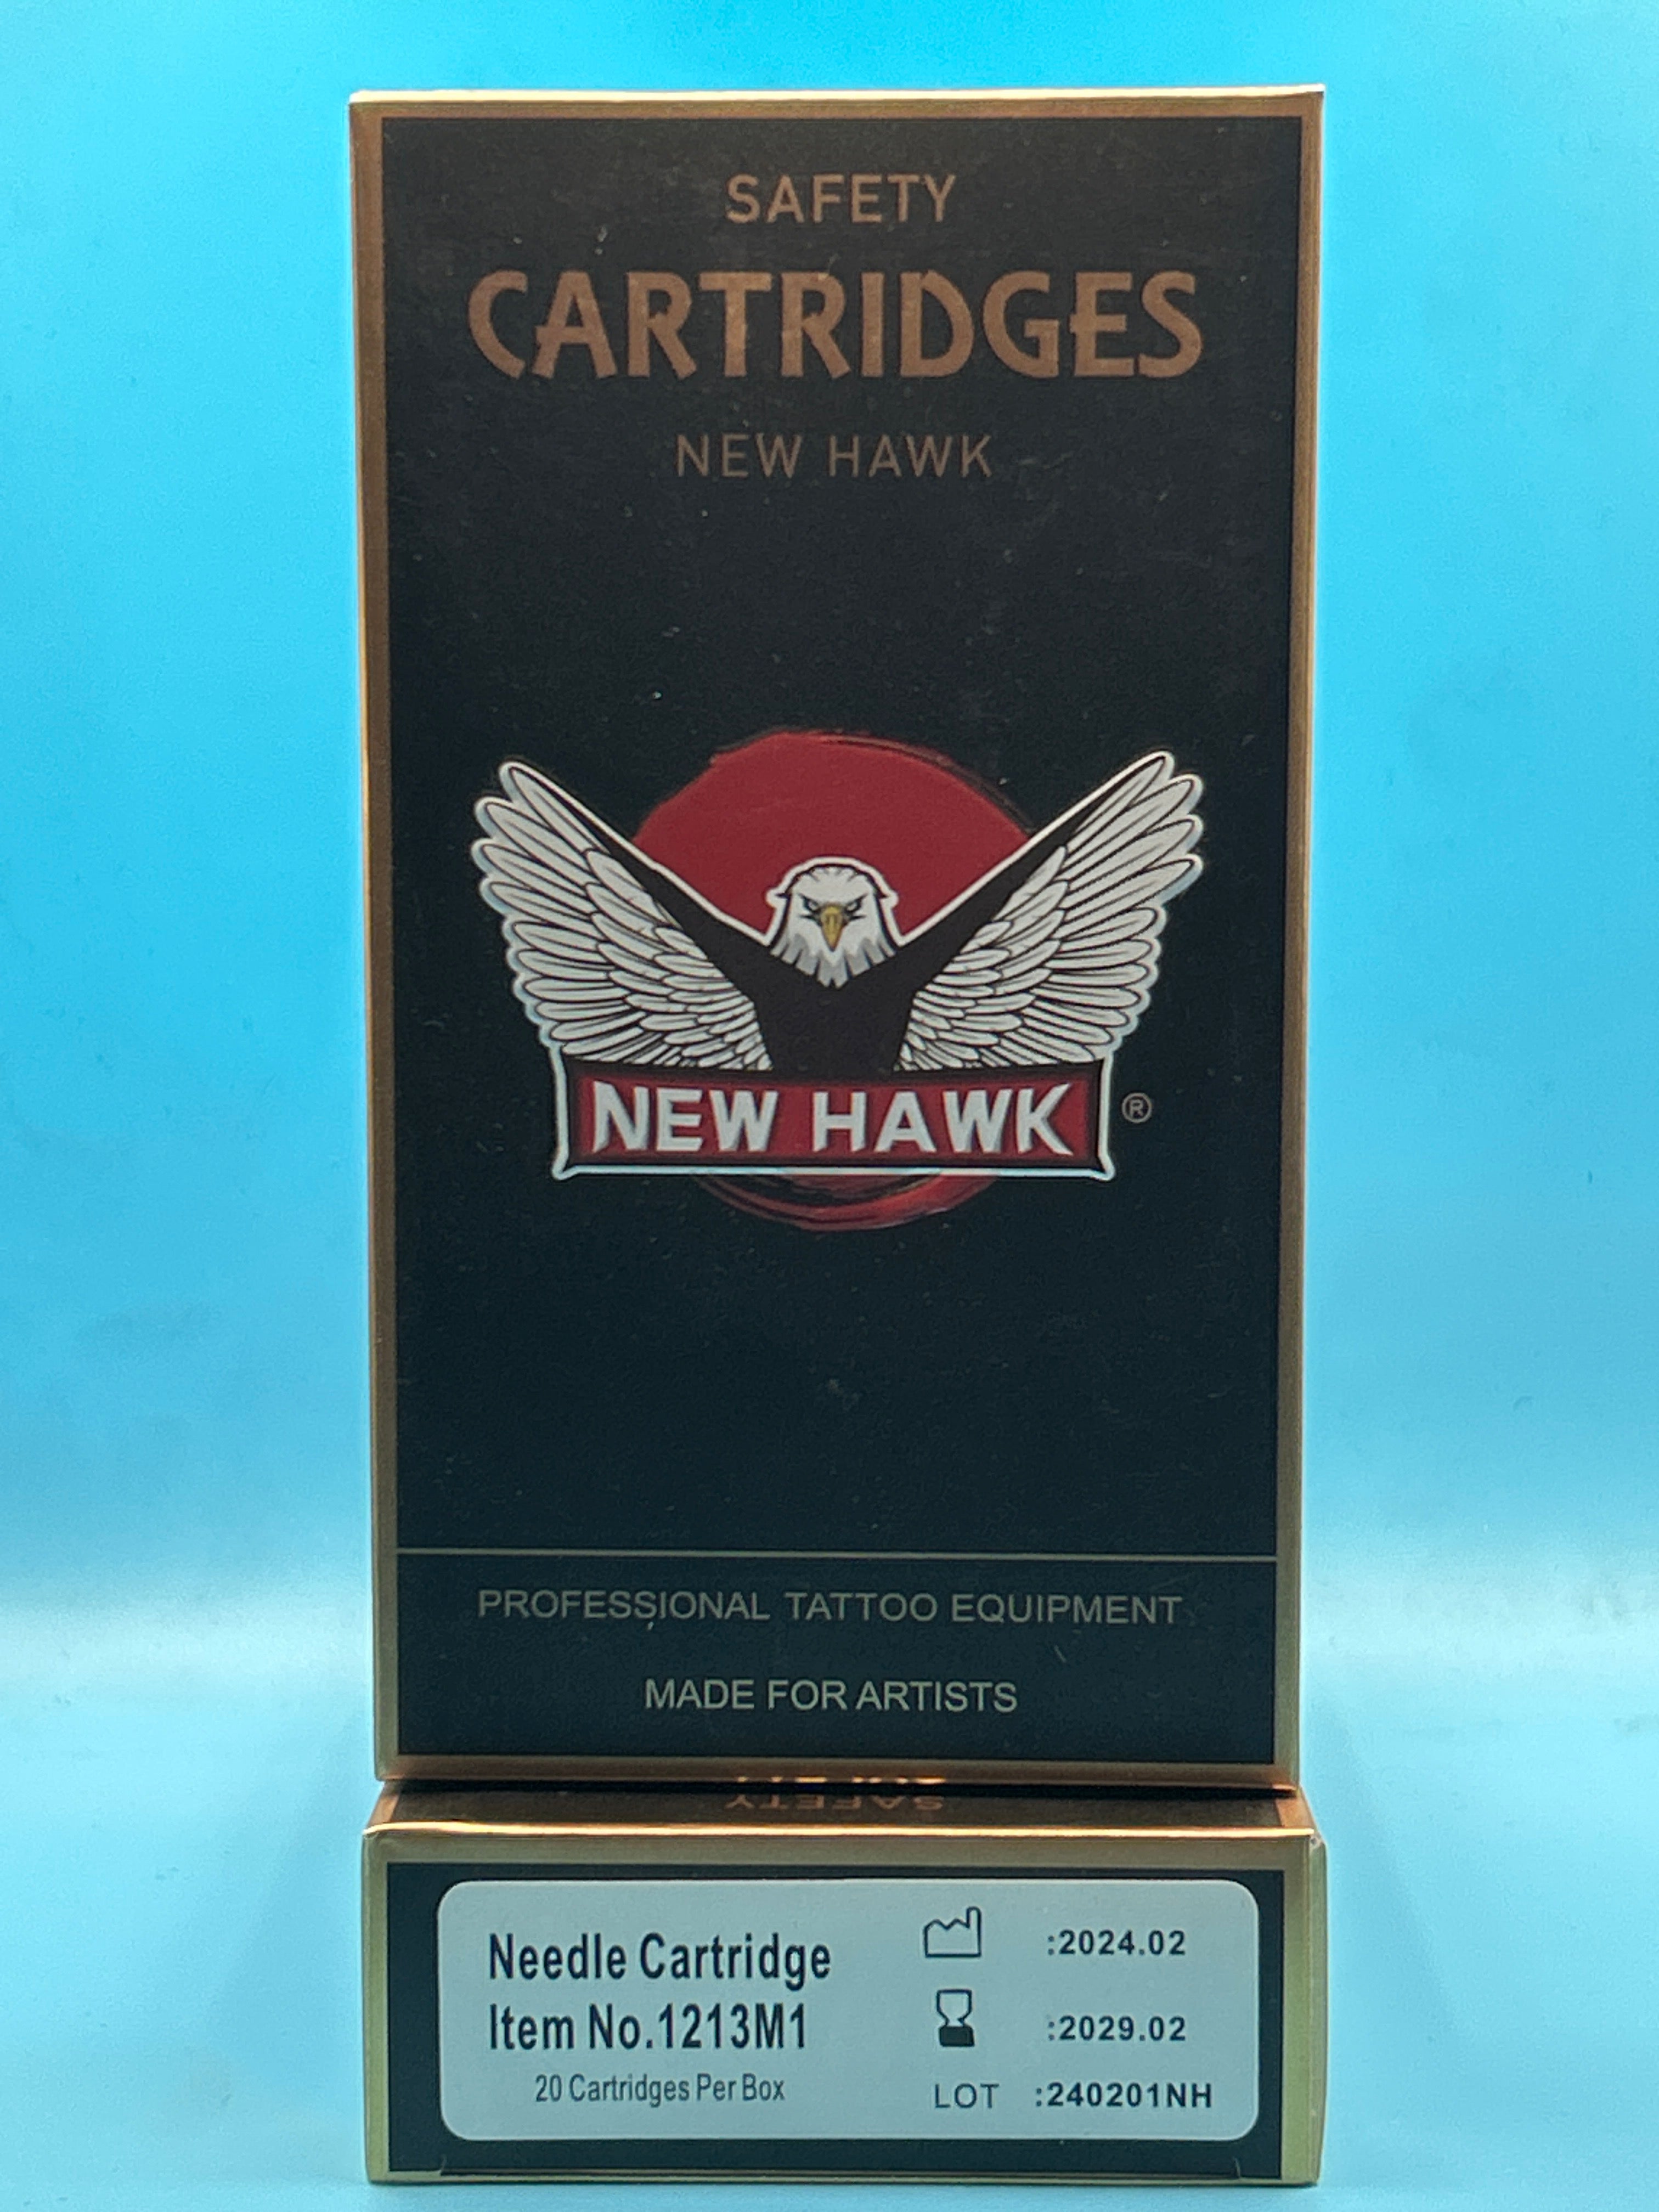 SAFETY
CARTRIDGES
NEW HAWK
NEW HAWK ®
PROFESSIONAL TATTOO EQUIPMENT
MADE FOR ARTISTS
SAFETY
Needle Cartridge
Item No.1213M1
20 Cartridges Per Box
:2024.02
:2029.02
LOT :240201NH